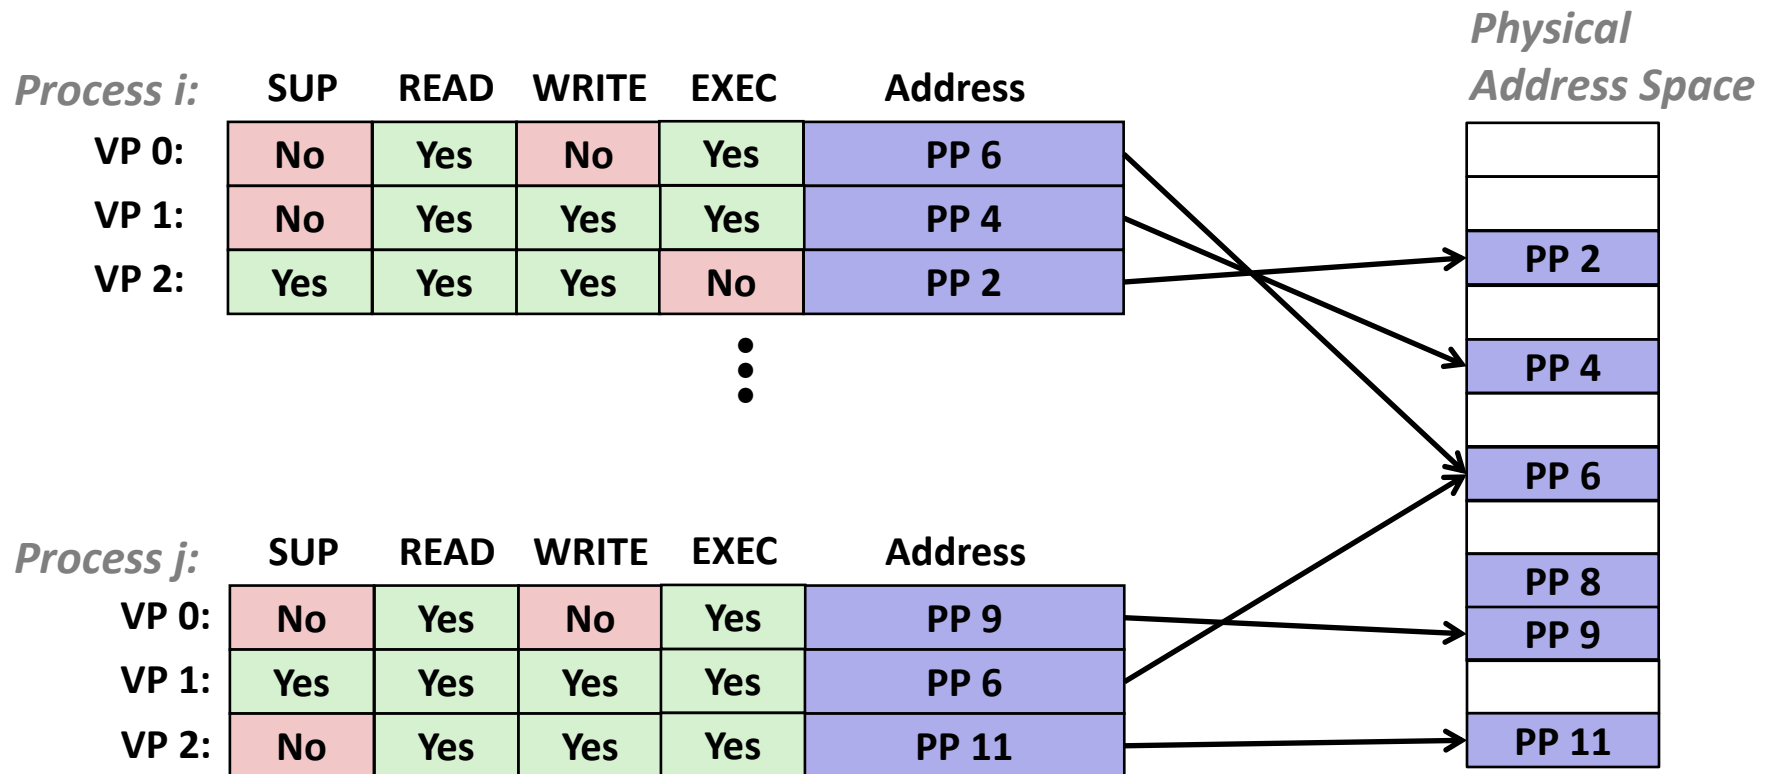 Physical
Address Space
Process i: SUP READ WRITE EXEC Address
VP 0: No Yes No Yes PP 6
VP 1: No Yes Yes Yes PP 4
VP 2: Yes Yes Yes No PP 2
PP 2
PP 4
PP 6
PP 8
PP 9
PP 11
Process j: SUP READ WRITE EXEC Address
VP 0: No Yes No Yes PP 9
VP 1: Yes Yes Yes Yes PP 6
VP 2: No Yes Yes Yes PP 11